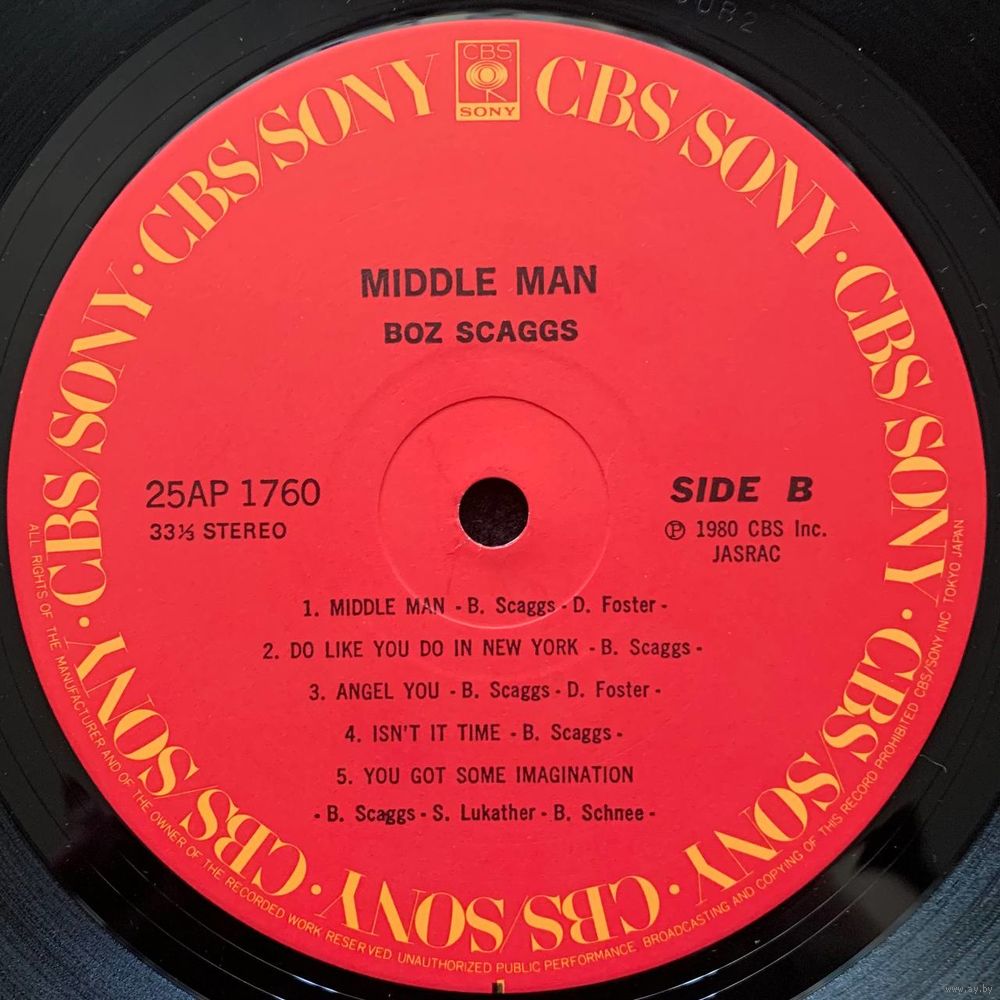 CBS
SONY
CBS/SONY · CBS/SONY · CBS/SONY · CBS/SONY · CBS/SONY · CBS/SONY · CBS/SONY · CBS/SONY
MIDDLE MAN
BOZ SCAGGS
25AP 1760
33⅓ STEREO
SIDE B
Ⓟ 1980 CBS Inc.
JASRAC
1. MIDDLE MAN - B. Scaggs - D. Foster -
2. DO LIKE YOU DO IN NEW YORK - B. Scaggs -
3. ANGEL YOU - B. Scaggs - D. Foster -
4. ISN'T IT TIME - B. Scaggs -
5. YOU GOT SOME IMAGINATION
- B. Scaggs - S. Lukather - B. Schnee -
ALL RIGHTS OF THE MANUFACTURER AND OF THE OWNER OF THE RECORDED WORK RESERVED UNAUTHORIZED PUBLIC PERFORMANCE BROADCASTING AND COPYING OF THIS RECORD PROHIBITED CBS/SONY INC TOKYO JAPAN
www.ay.by